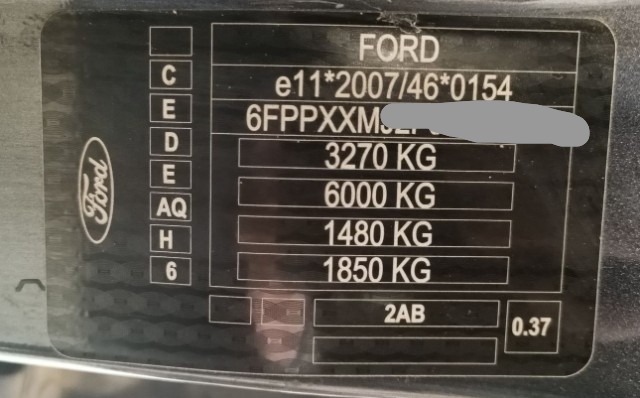 FORD
C
e11*2007/46*0154
E
6FPPXXM
D
3270 KG
E
6000 KG
AQ
1480 KG
H
1850 KG
6
Ford
2AB
0.37